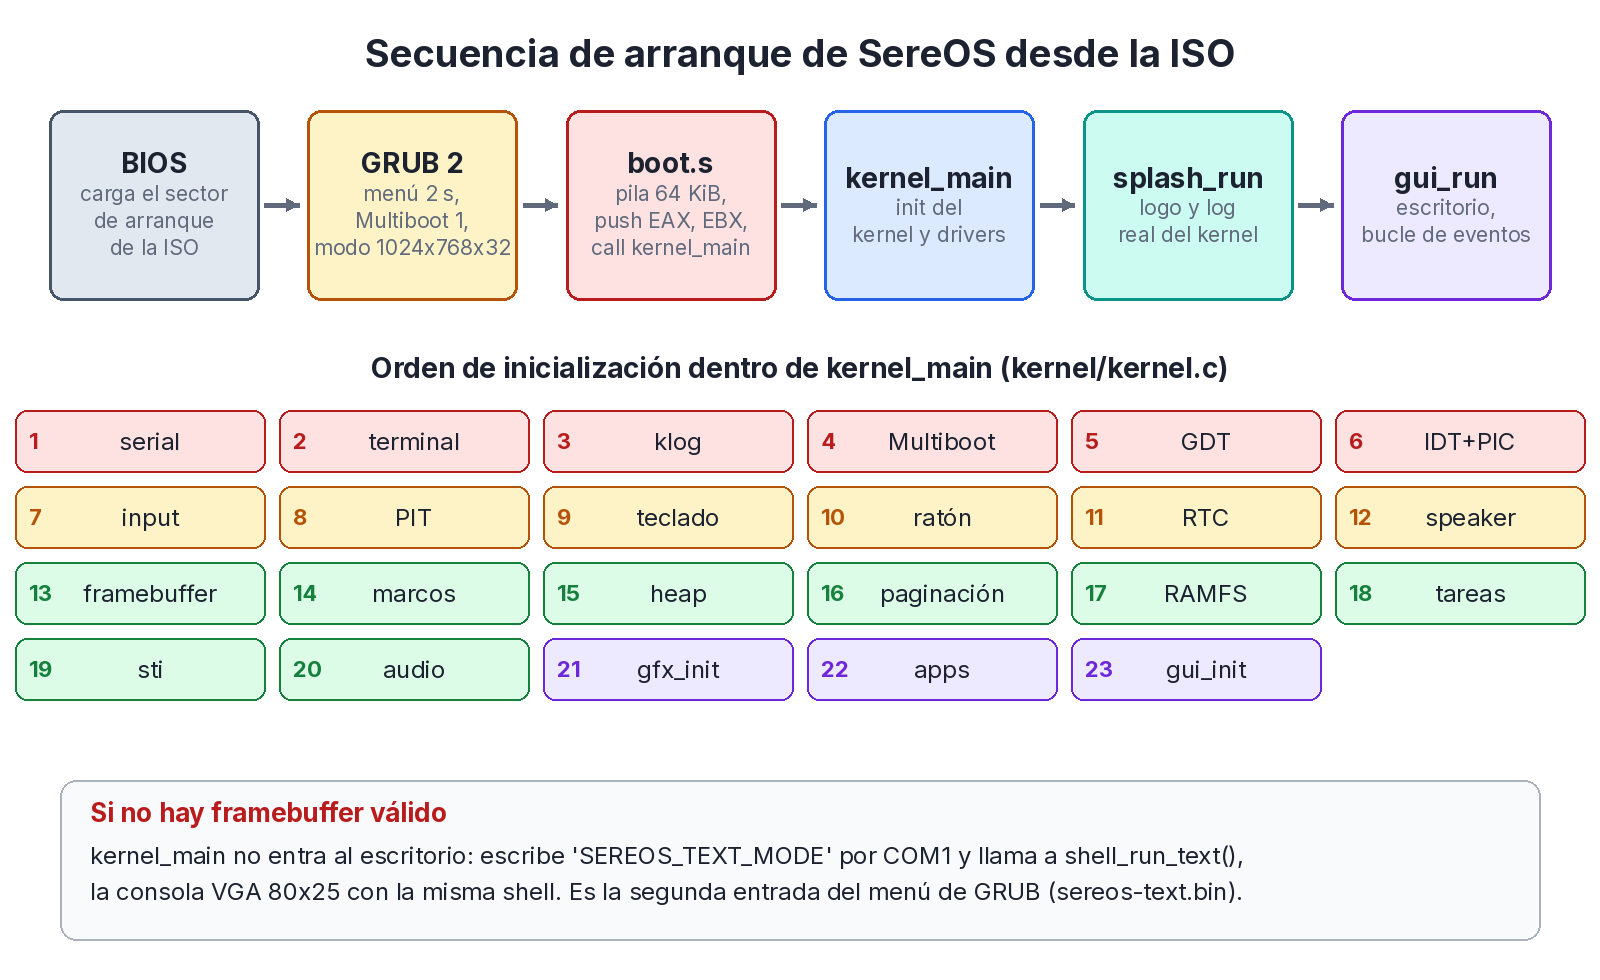 Secuencia de arranque de SereOS desde la ISO
BIOS
carga el sector
de arranque
de la ISO
GRUB 2
menú 2 s,
Multiboot 1,
modo 1024x768x32
boot.s
pila 64 KiB,
push EAX, EBX,
call kernel_main
kernel_main
init del
kernel y drivers
splash_run
logo y log
real del kernel
gui_run
escritorio,
bucle de eventos
Orden de inicialización dentro de kernel_main (kernel/kernel.c)
1 serial
2 terminal
3 klog
4 Multiboot
5 GDT
6 IDT+PIC
7 input
8 PIT
9 teclado
10 ratón
11 RTC
12 speaker
13 framebuffer
14 marcos
15 heap
16 paginación
17 RAMFS
18 tareas
19 sti
20 audio
21 gfx_init
22 apps
23 gui_init
Si no hay framebuffer válido
kernel_main no entra al escritorio: escribe 'SEREOS_TEXT_MODE' por COM1 y llama a shell_run_text(),
la consola VGA 80x25 con la misma shell. Es la segunda entrada del menú de GRUB (sereos-text.bin).